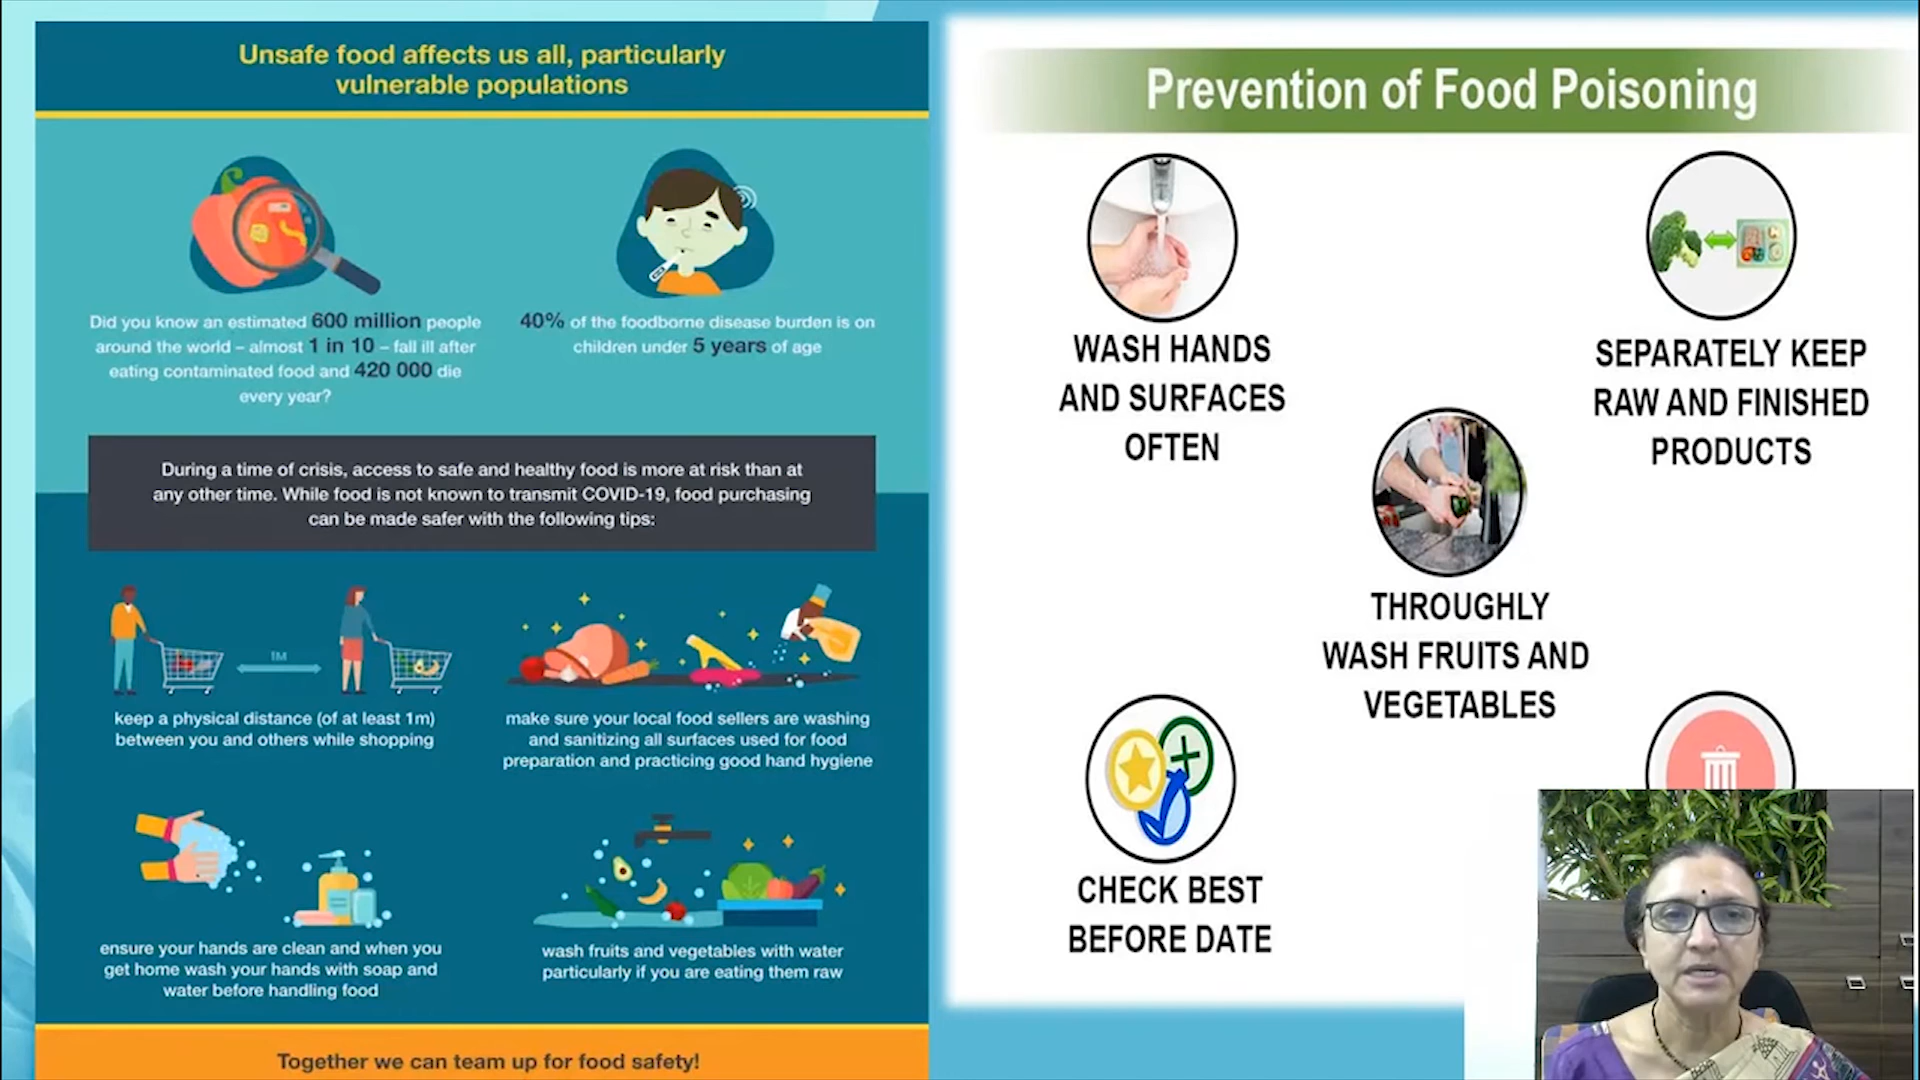 Unsafe food affects us all, particularly
vulnerable populations
Did you know an estimated 600 million people
around the world – almost 1 in 10 – fall ill after
eating contaminated food and 420 000 die
every year?
40% of the foodborne disease burden is on
children under 5 years of age
During a time of crisis, access to safe and healthy food is more at risk than at
any other time. While food is not known to transmit COVID-19, food purchasing
can be made safer with the following tips:
1M
keep a physical distance (of at least 1m)
between you and others while shopping
make sure your local food sellers are washing
and sanitizing all surfaces used for food
preparation and practicing good hand hygiene
ensure your hands are clean and when you
get home wash your hands with soap and
water before handling food
wash fruits and vegetables with water
particularly if you are eating them raw
Together we can team up for food safety!
Prevention of Food Poisoning
WASH HANDS
AND SURFACES
OFTEN
SEPARATELY KEEP
RAW AND FINISHED
PRODUCTS
THROUGHLY
WASH FRUITS AND
VEGETABLES
CHECK BEST
BEFORE DATE